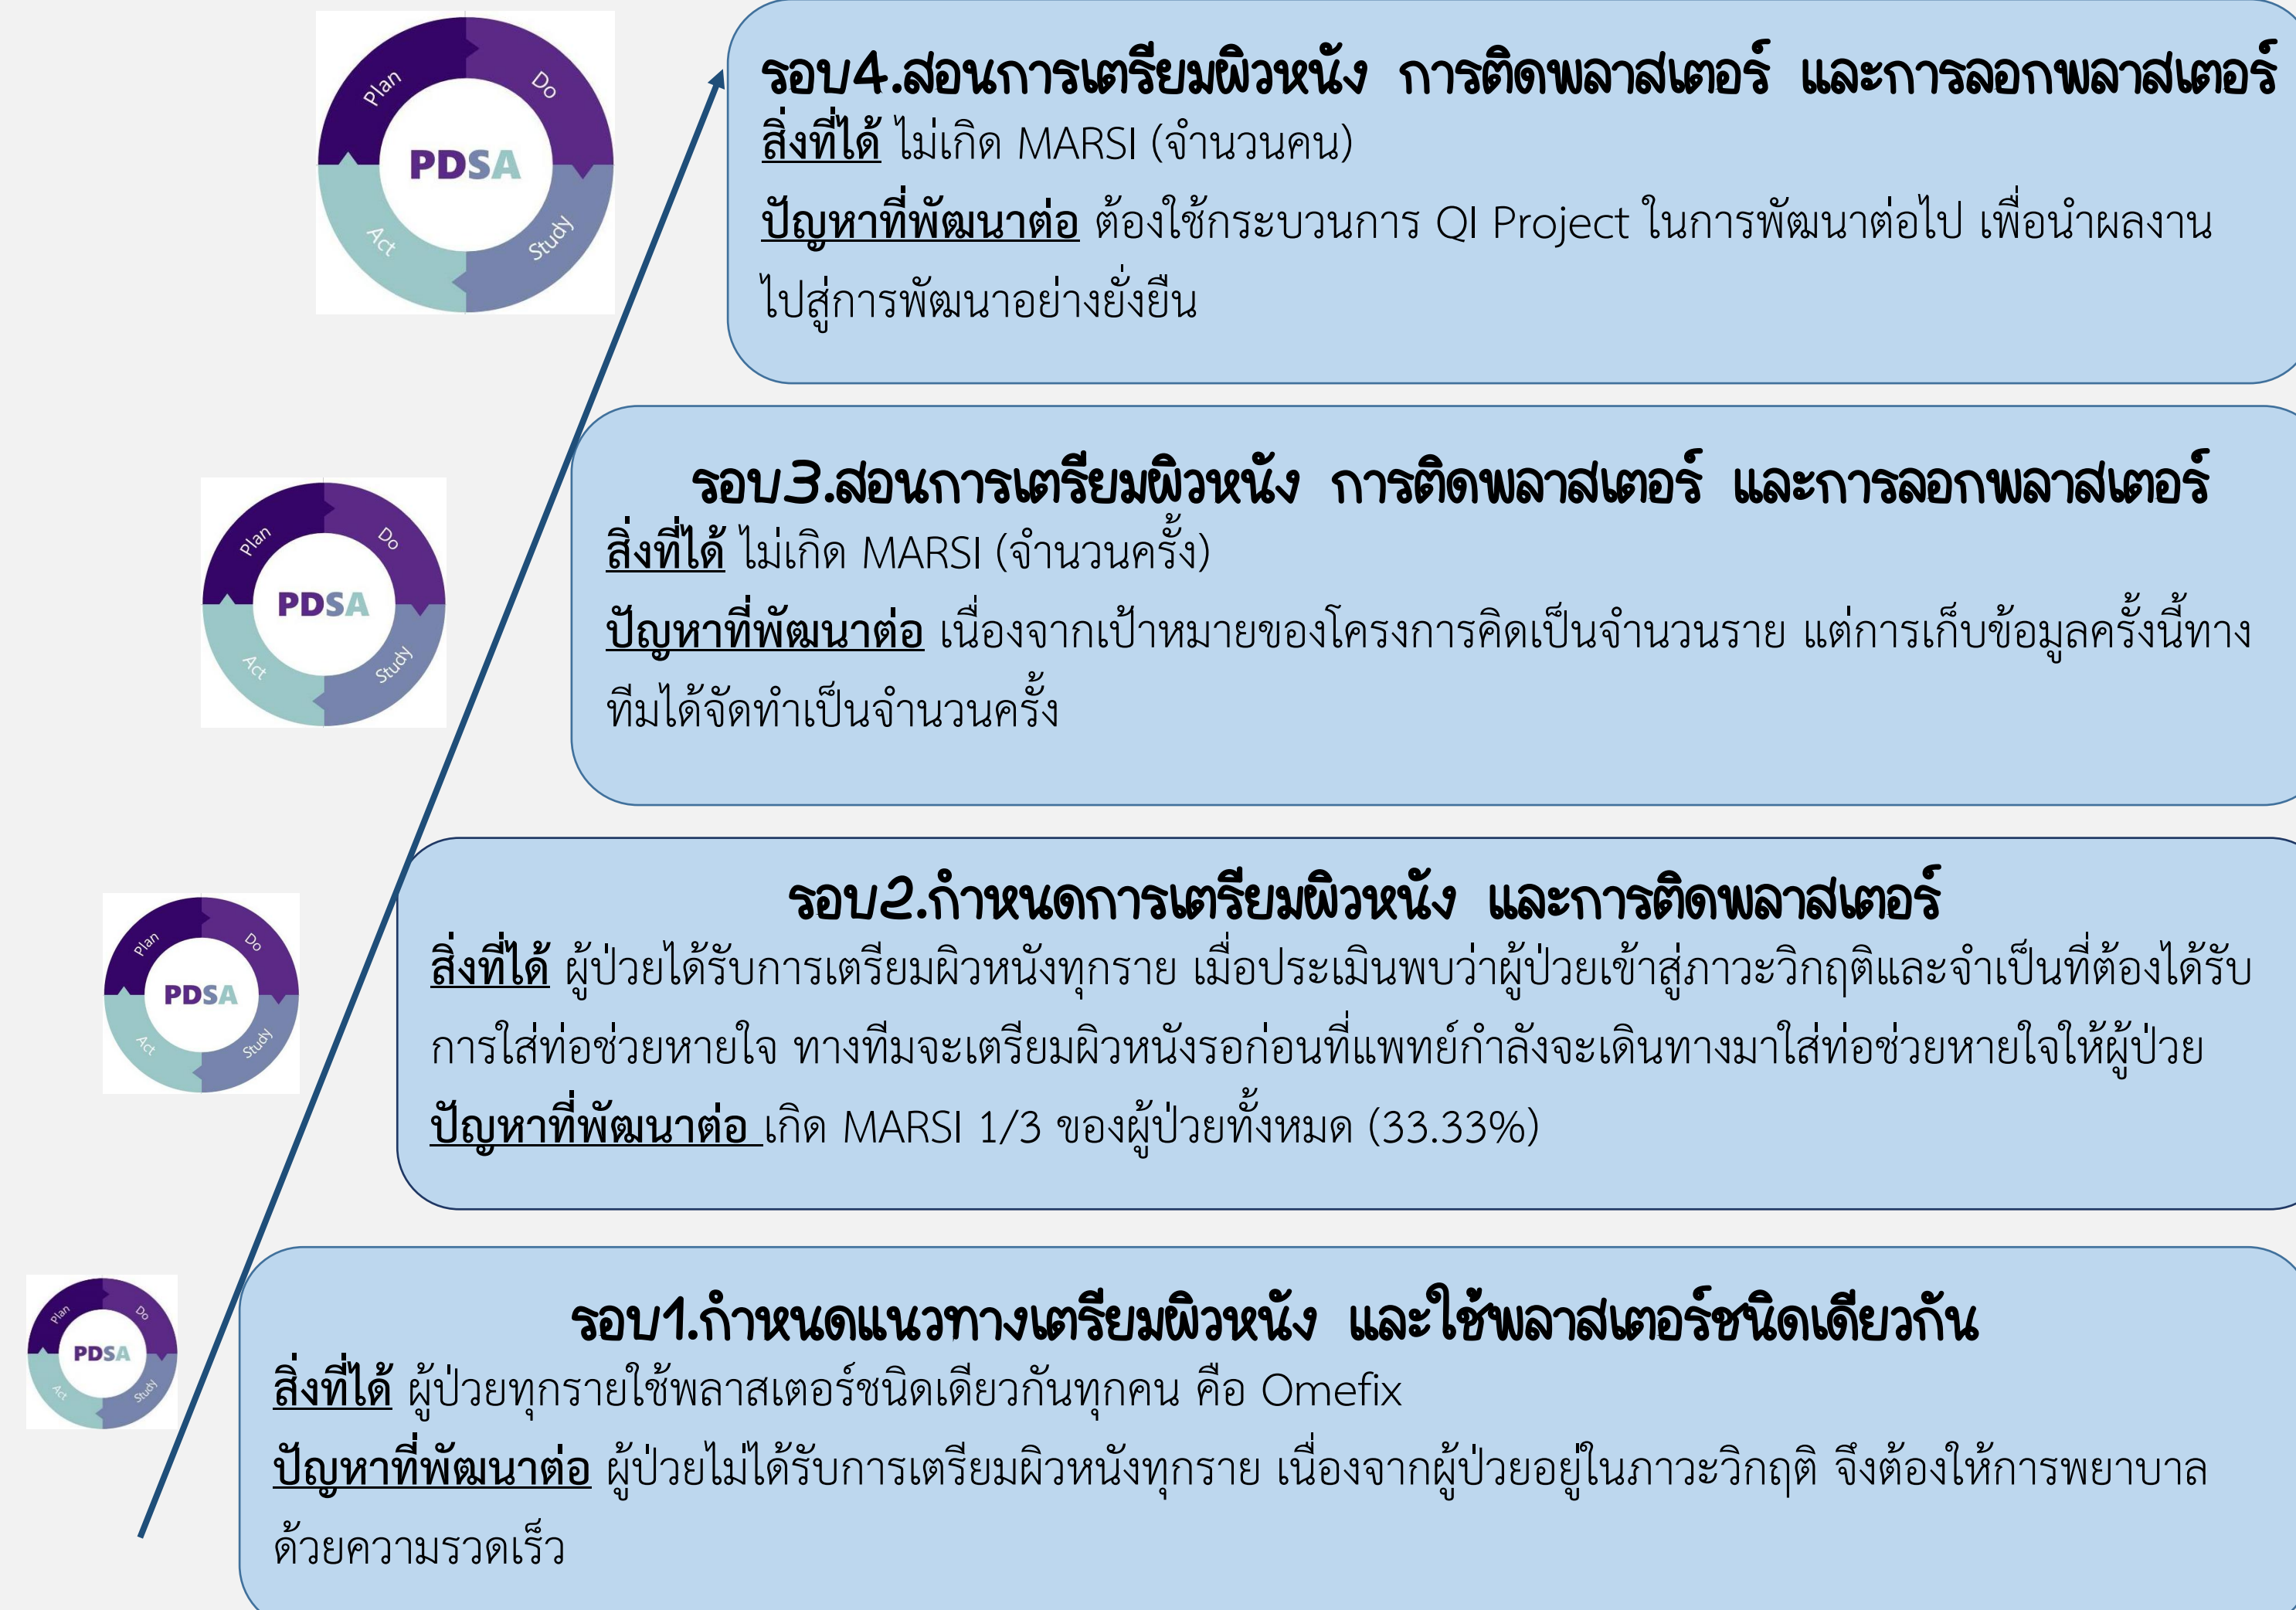 Plan
Do
PDSA
Act
Study
รอบ4.สอนการเตรียมผิวหนัง การติดพลาสเตอร์ และการลอกพลาสเตอร์
สิ่งที่ได้ ไม่เกิด MARSI (จำนวนคน)
ปัญหาที่พัฒนาต่อ ต้องใช้กระบวนการ QI Project ในการพัฒนาต่อไป เพื่อนำผลงาน
ไปสู่การพัฒนาอย่างยั่งยืน
Plan
Do
PDSA
Act
Study
รอบ3.สอนการเตรียมผิวหนัง การติดพลาสเตอร์ และการลอกพลาสเตอร์
สิ่งที่ได้ ไม่เกิด MARSI (จำนวนครั้ง)
ปัญหาที่พัฒนาต่อ เนื่องจากเป้าหมายของโครงการคิดเป็นจำนวนราย แต่การเก็บข้อมูลครั้งนี้ทาง
ทีมได้จัดทำเป็นจำนวนครั้ง
Plan
Do
PDSA
Act
Study
รอบ2.กำหนดการเตรียมผิวหนัง และการติดพลาสเตอร์
สิ่งที่ได้ ผู้ป่วยได้รับการเตรียมผิวหนังทุกราย เมื่อประเมินพบว่าผู้ป่วยเข้าสู่ภาวะวิกฤติและจำเป็นที่ต้องได้รับ
การใส่ท่อช่วยหายใจ ทางทีมจะเตรียมผิวหนังรอก่อนที่แพทย์กำลังจะเดินทางมาใส่ท่อช่วยหายใจให้ผู้ป่วย
ปัญหาที่พัฒนาต่อ เกิด MARSI 1/3 ของผู้ป่วยทั้งหมด (33.33%)
Plan
Do
PDSA
Act
Study
รอบ1.กำหนดแนวทางเตรียมผิวหนัง และใช้พลาสเตอร์ชนิดเดียวกัน
สิ่งที่ได้ ผู้ป่วยทุกรายใช้พลาสเตอร์ชนิดเดียวกันทุกคน คือ Omefix
ปัญหาที่พัฒนาต่อ ผู้ป่วยไม่ได้รับการเตรียมผิวหนังทุกราย เนื่องจากผู้ป่วยอยู่ในภาวะวิกฤติ จึงต้องให้การพยาบาล
ด้วยความรวดเร็ว